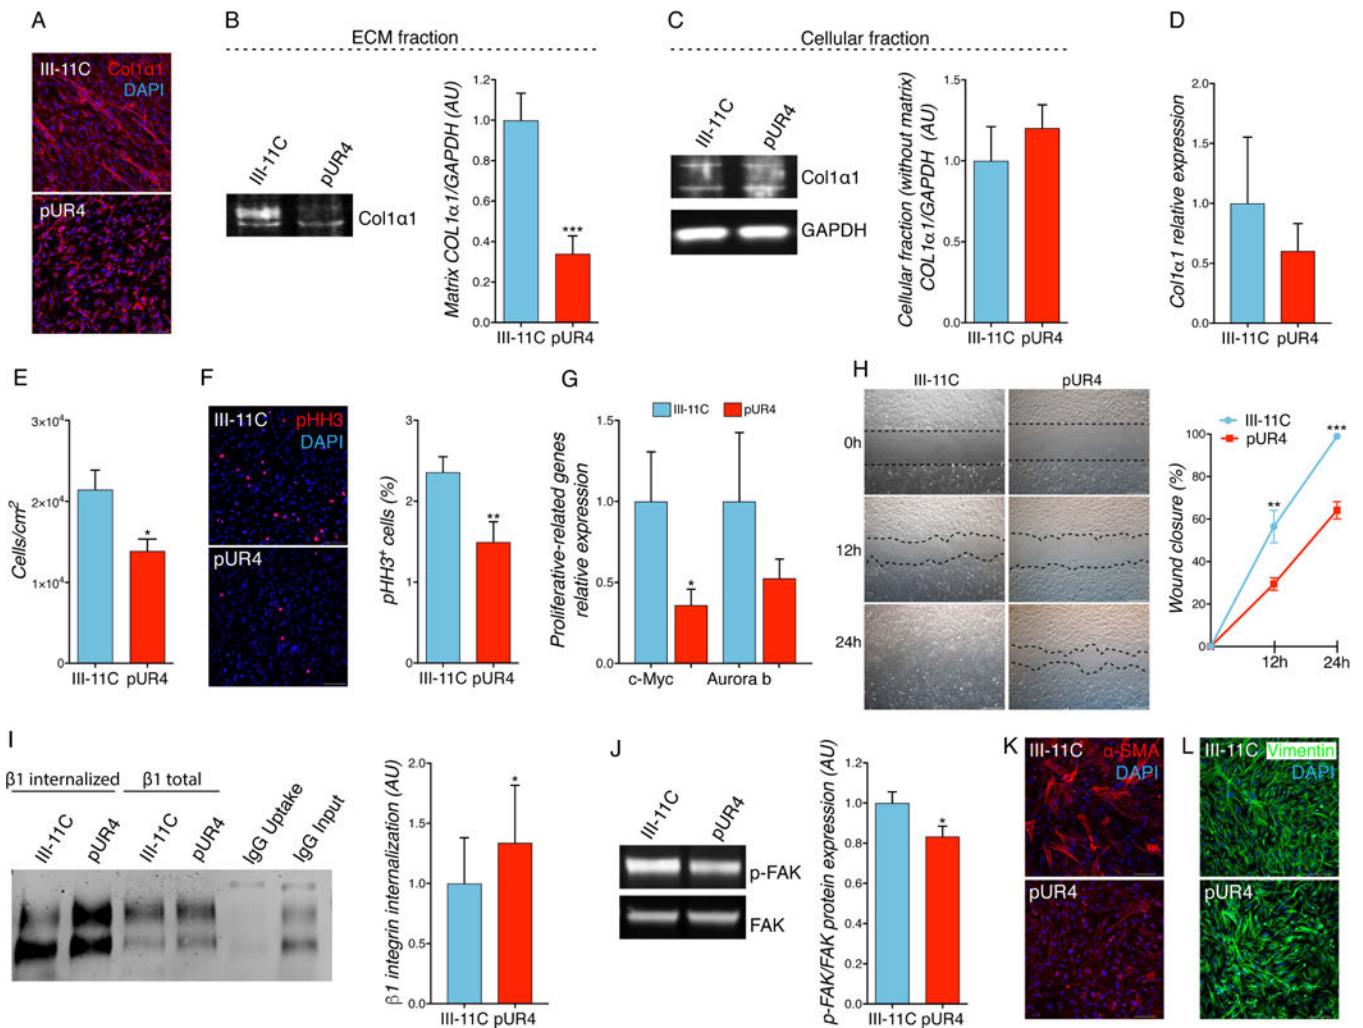 A
III-11C Col1α1
DAPI
pUR4
B
ECM fraction
III-11C
pUR4
Col1α1
Matrix COL1α1/GAPDH (AU)
1.2
1.0
0.8
0.6
0.4
0.2
0.0
***
III-11C pUR4
C
Cellular fraction
III-11C
pUR4
Col1α1
GAPDH
Cellular fraction (without matrix)
COL1α1/GAPDH (AU)
1.5
1.0
0.5
0.0
III-11C pUR4
D
Col1α1 relative expression
2.0
1.5
1.0
0.5
0.0
III-11C pUR4
E
Cells/cm²
3×10⁴
2×10⁴
1×10⁴
0
*
III-11C pUR4
F
III-11C pHH3
DAPI
pUR4
pHH3⁺ cells (%)
3
2
1
0
**
III-11C pUR4
G
III-11C pUR4
Proliferative-related genes
relative expression
1.5
1.0
0.5
0.0
*
c-Myc Aurora b
H
III-11C pUR4
0h
12h
24h
III-11C
pUR4
Wound closure (%)
100
80
60
40
20
0
**
***
12h 24h
I
β1 internalized β1 total
III-11C
pUR4
III-11C
pUR4
IgG Uptake
IgG Input
β1 integrin internalization (AU)
2.0
1.5
1.0
0.5
0.0
*
III-11C pUR4
J
III-11C
pUR4
p-FAK
FAK
p-FAK/FAK protein expression (AU)
1.2
1.0
0.8
0.6
0.4
0.2
0.0
*
III-11C pUR4
K
III-11C α-SMA
DAPI
pUR4
L
III-11C Vimentin
DAPI
pUR4